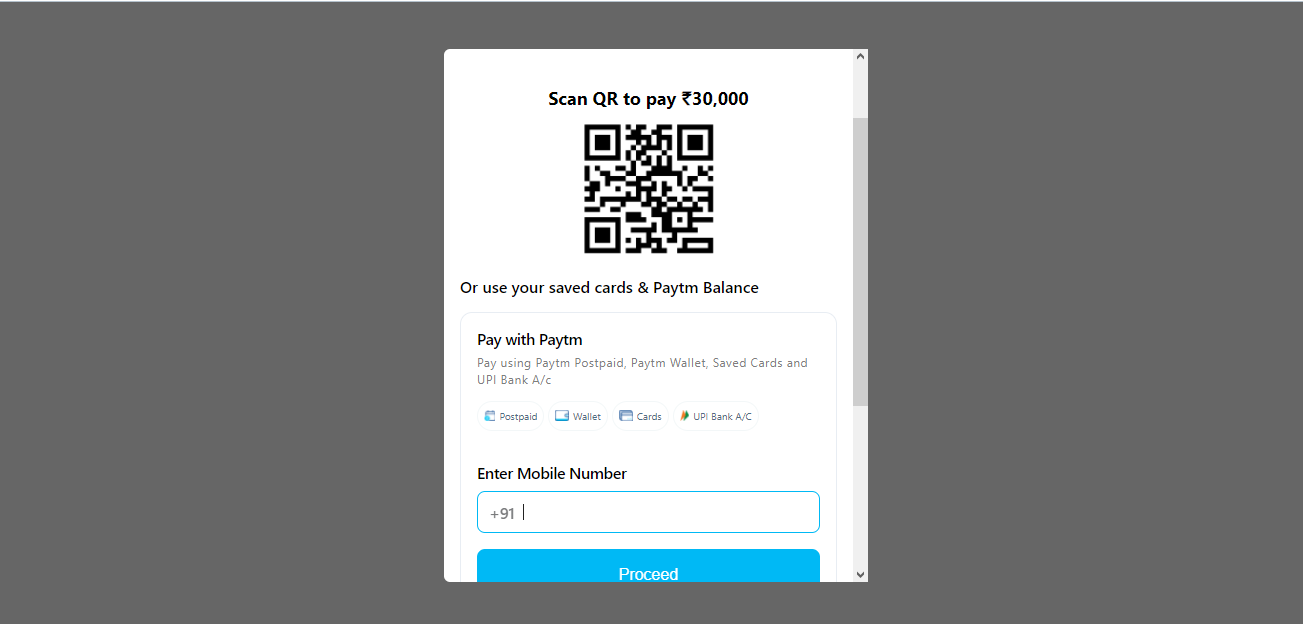 Scan QR to pay ₹30,000
Or use your saved cards & Paytm Balance
Pay with Paytm
Pay using Paytm Postpaid, Paytm Wallet, Saved Cards and
UPI Bank A/c
Postpaid Wallet Cards UPI Bank A/C
Enter Mobile Number
+91
Proceed